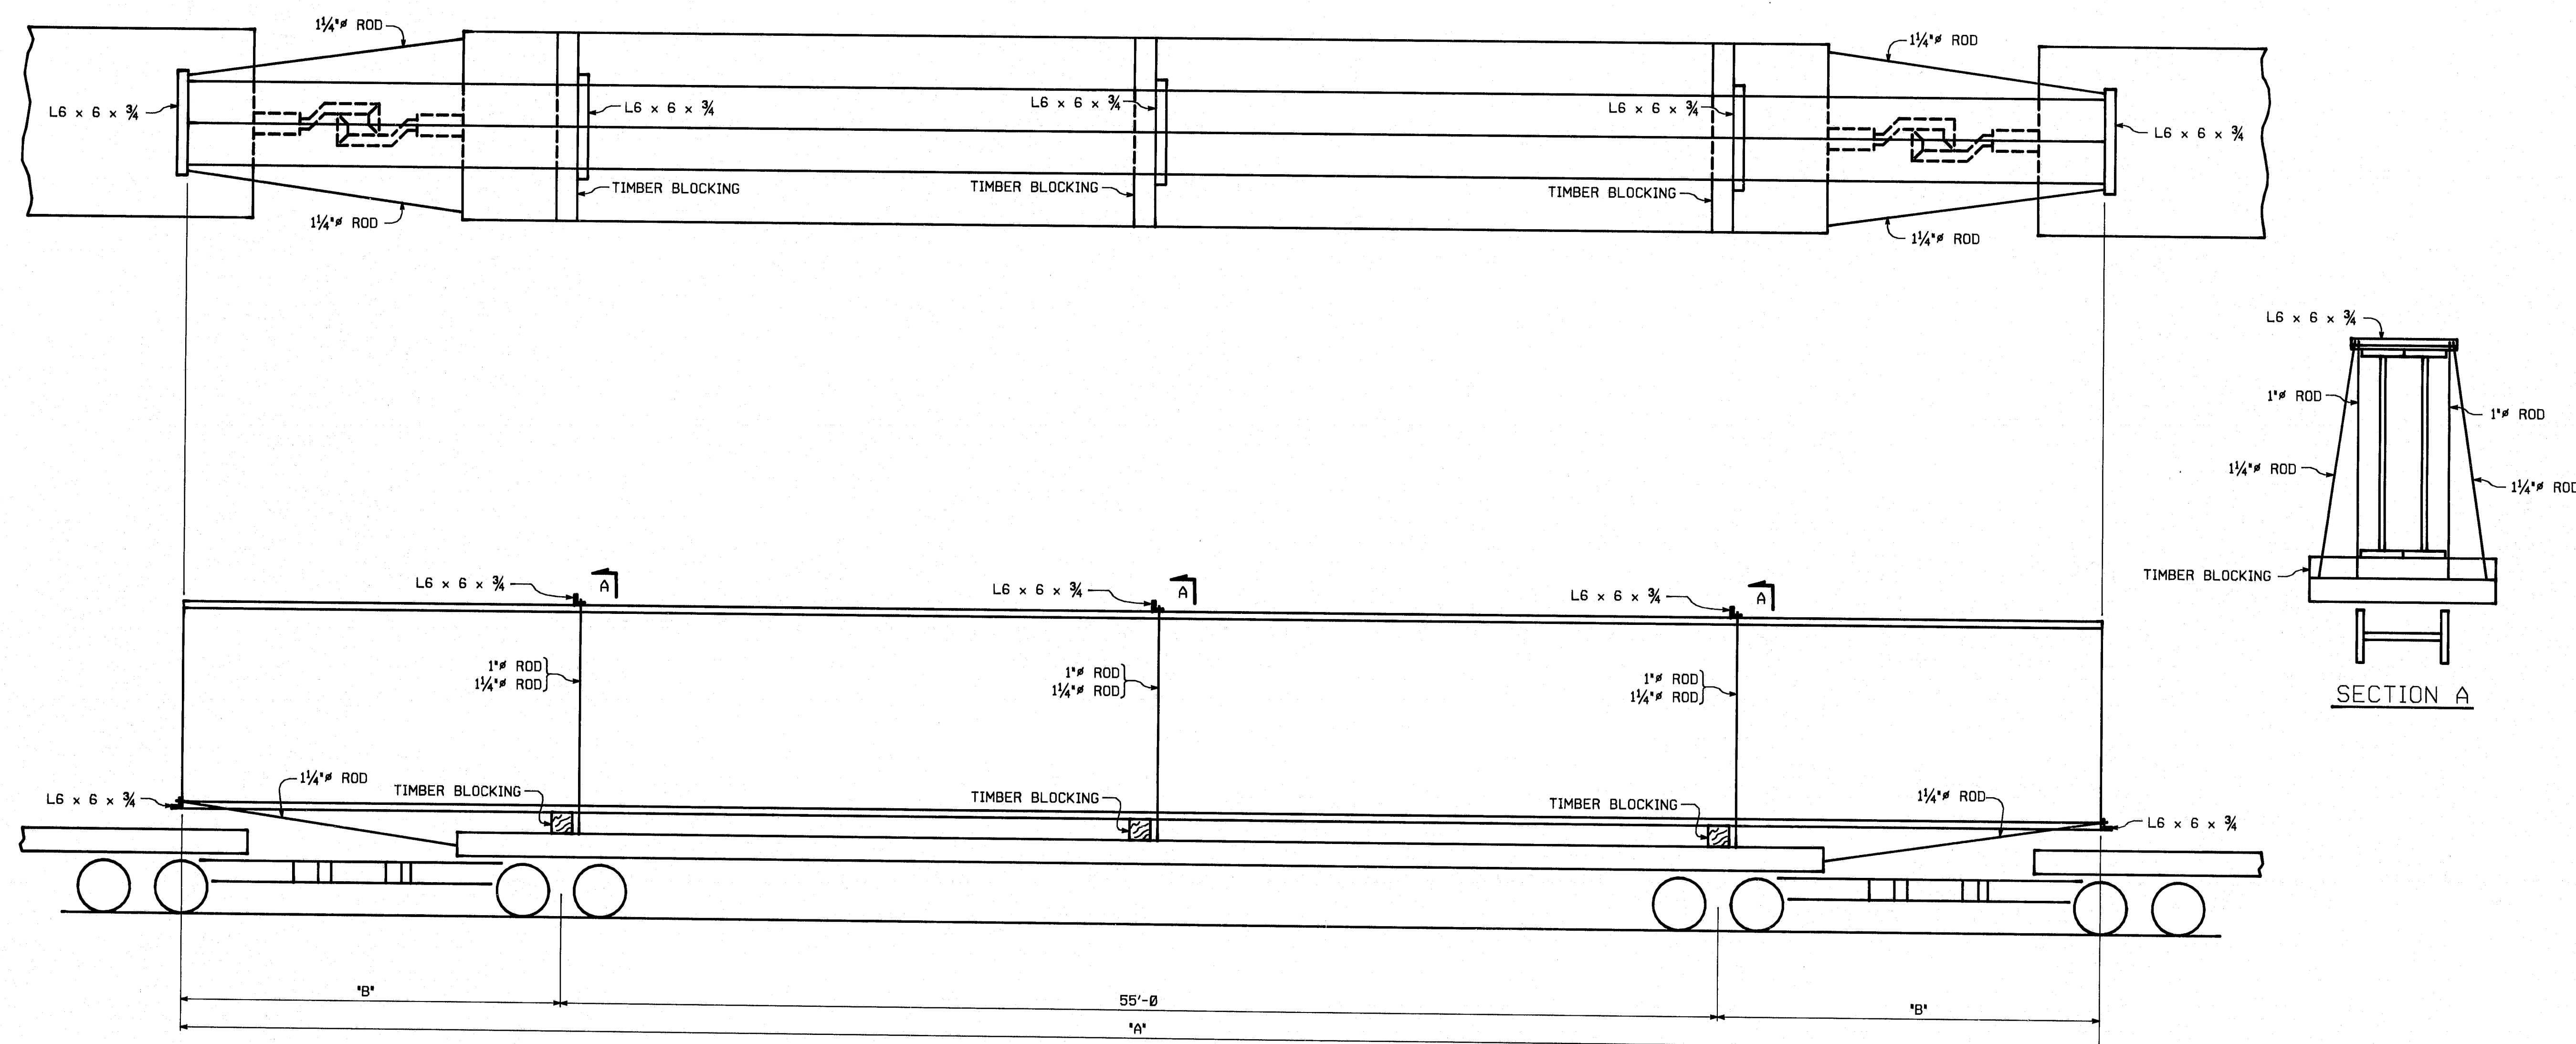 1¼"ø ROD
1¼"ø ROD
L6 x 6 x ¾
L6 x 6 x ¾
L6 x 6 x ¾
L6 x 6 x ¾
L6 x 6 x ¾
TIMBER BLOCKING
TIMBER BLOCKING
TIMBER BLOCKING
1¼"ø ROD
1¼"ø ROD
L6 x 6 x ¾
1"ø ROD
1"ø ROD
1¼"ø ROD
1¼"ø ROD
TIMBER BLOCKING
SECTION A
L6 x 6 x ¾
A
L6 x 6 x ¾
A
L6 x 6 x ¾
A
1"ø ROD
1¼"ø ROD
1"ø ROD
1¼"ø ROD
1"ø ROD
1¼"ø ROD
L6 x 6 x ¾
1¼"ø ROD
TIMBER BLOCKING
TIMBER BLOCKING
TIMBER BLOCKING
1¼"ø ROD
L6 x 6 x ¾
"B"
55'-0
"B"
"A"